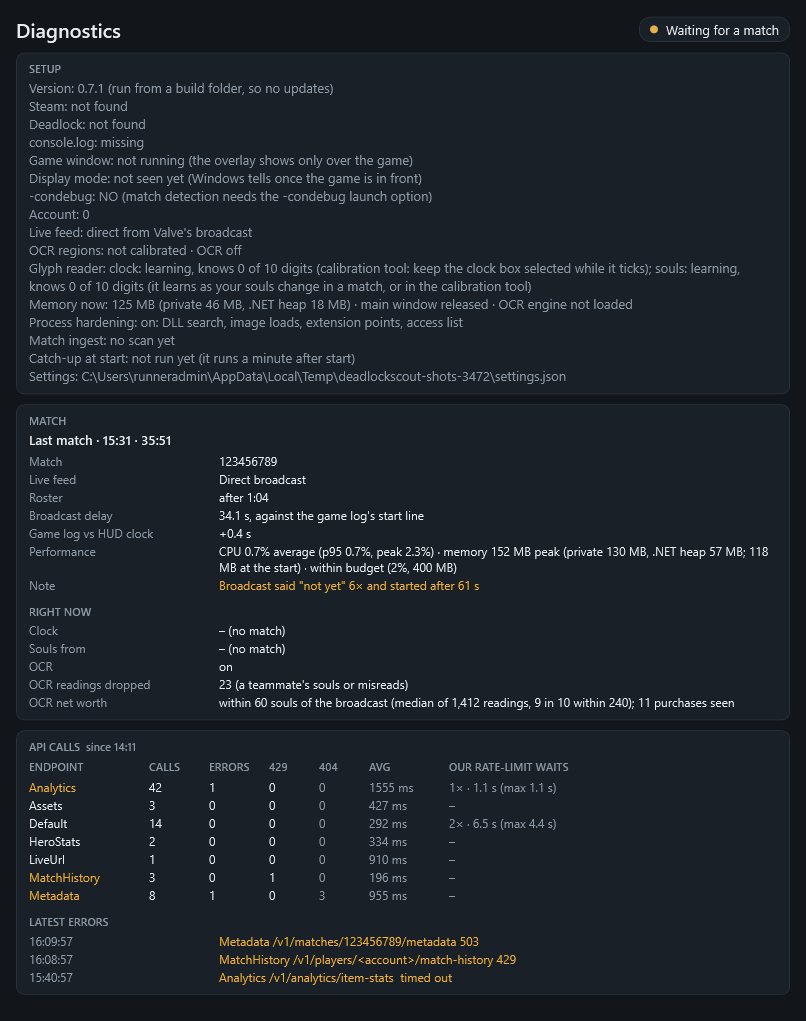 Diagnostics
Waiting for a match
SETUP
Version: 0.7.1 (run from a build folder, so no updates)
Steam: not found
Deadlock: not found
console.log: missing
Game window: not running (the overlay shows only over the game)
Display mode: not seen yet (Windows tells once the game is in front)
-condebug: NO (match detection needs the -condebug launch option)
Account: 0
Live feed: direct from Valve's broadcast
OCR regions: not calibrated · OCR off
Glyph reader: clock: learning, knows 0 of 10 digits (calibration tool: keep the clock box selected while it ticks); souls: learning,
knows 0 of 10 digits (it learns as your souls change in a match, or in the calibration tool)
Memory now: 125 MB (private 46 MB, .NET heap 18 MB) · main window released · OCR engine not loaded
Process hardening: on: DLL search, image loads, extension points, access list
Match ingest: no scan yet
Catch-up at start: not run yet (it runs a minute after start)
Settings: C:\Users\runneradmin\AppData\Local\Temp\deadlockscout-shots-3472\settings.json
MATCH
Last match · 15:31 · 35:51
Match 123456789
Live feed Direct broadcast
Roster after 1:04
Broadcast delay 34.1 s, against the game log's start line
Game log vs HUD clock +0.4 s
Performance CPU 0.7% average (p95 0.7%, peak 2.3%) · memory 152 MB peak (private 130 MB, .NET heap 57 MB; 118
MB at the start) · within budget (2%, 400 MB)
Note Broadcast said "not yet" 6× and started after 61 s
RIGHT NOW
Clock – (no match)
Souls from – (no match)
OCR on
OCR readings dropped 23 (a teammate's souls or misreads)
OCR net worth within 60 souls of the broadcast (median of 1,412 readings, 9 in 10 within 240); 11 purchases seen
API CALLS since 14:11
ENDPOINT CALLS ERRORS 429 404 AVG OUR RATE-LIMIT WAITS
Analytics 42 1 0 0 1555 ms 1× · 1.1 s (max 1.1 s)
Assets 3 0 0 0 427 ms –
Default 14 0 0 0 292 ms 2× · 6.5 s (max 4.4 s)
HeroStats 2 0 0 0 334 ms –
LiveUrl 1 0 0 0 910 ms –
MatchHistory 3 0 1 0 196 ms –
Metadata 8 1 0 3 955 ms –
LATEST ERRORS
16:09:57 Metadata /v1/matches/123456789/metadata 503
16:08:57 MatchHistory /v1/players/<account>/match-history 429
15:40:57 Analytics /v1/analytics/item-stats timed out